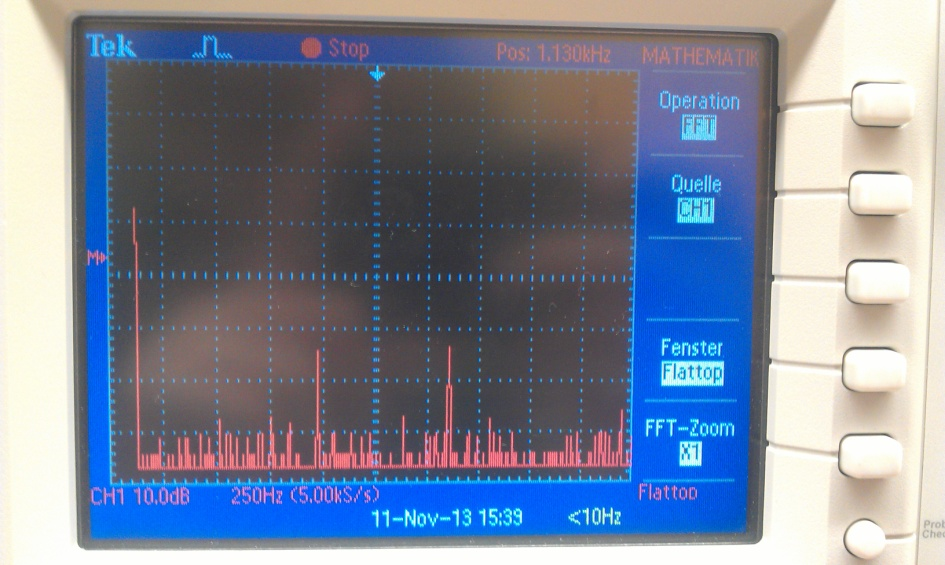 Tek Stop Pos: 1.130kHz MATHEMATIK
Operation
FFT
Quelle
CH1
M
Fenster
Flattop
FFT-Zoom
X1
CH1 10.0dB 250Hz (5.00kS/s) Flattop
11-Nov-13 15:39 <10Hz